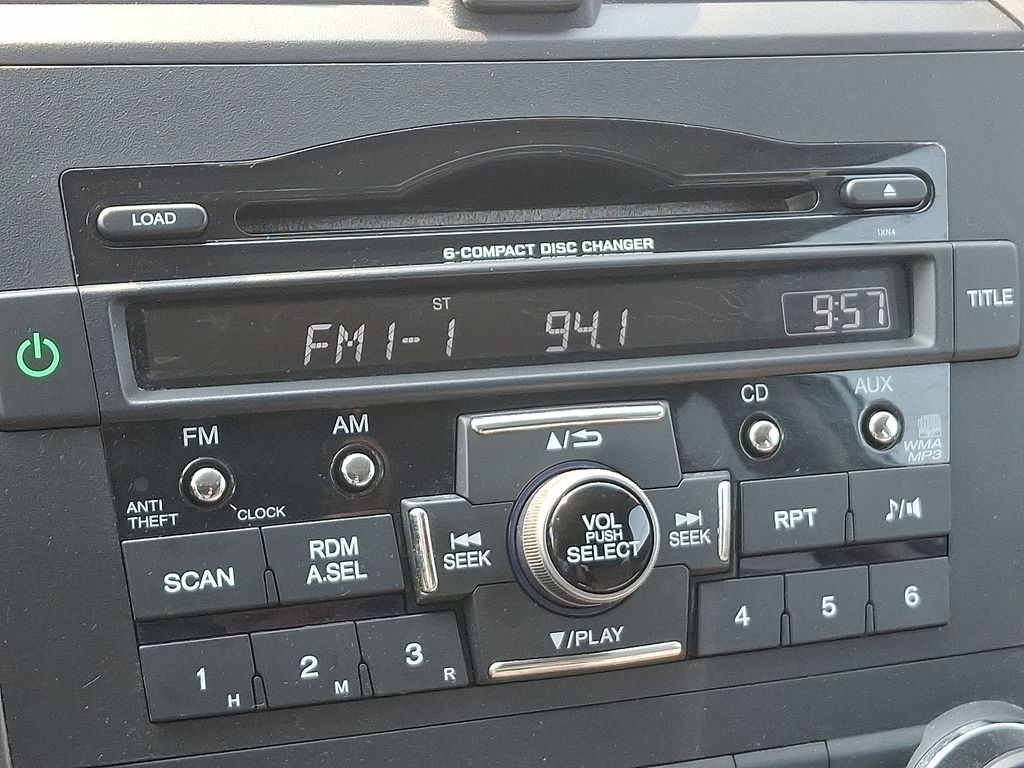 LOAD
1XN4
6-COMPACT DISC CHANGER
TITLE
ST
FM1-1 94.1 9:57
FM
AM
CD
AUX
ANTI
THEFT
CLOCK
WMA
MP3
SCAN
RDM
A.SEL
SEEK
VOL
PUSH
SELECT
SEEK
RPT
1 H
2 M
3 R
▼/PLAY
4
5
6